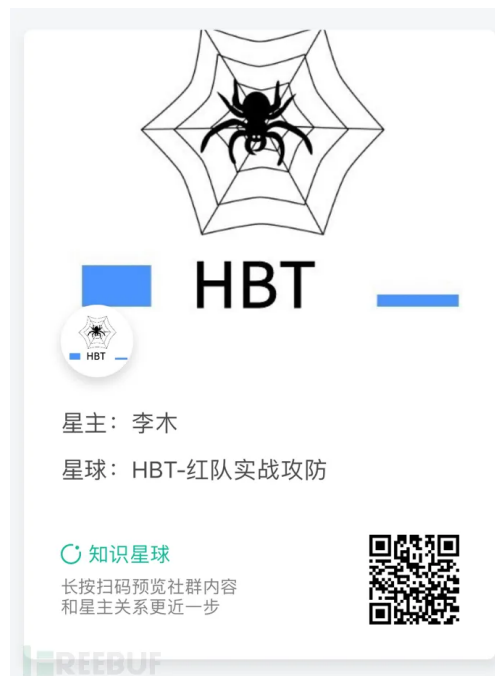 HBT
HBT
星主：李木
星球：HBT-红队实战攻防
知识星球
长按扫码预览社群内容
和星主关系更近一步
REEBUF